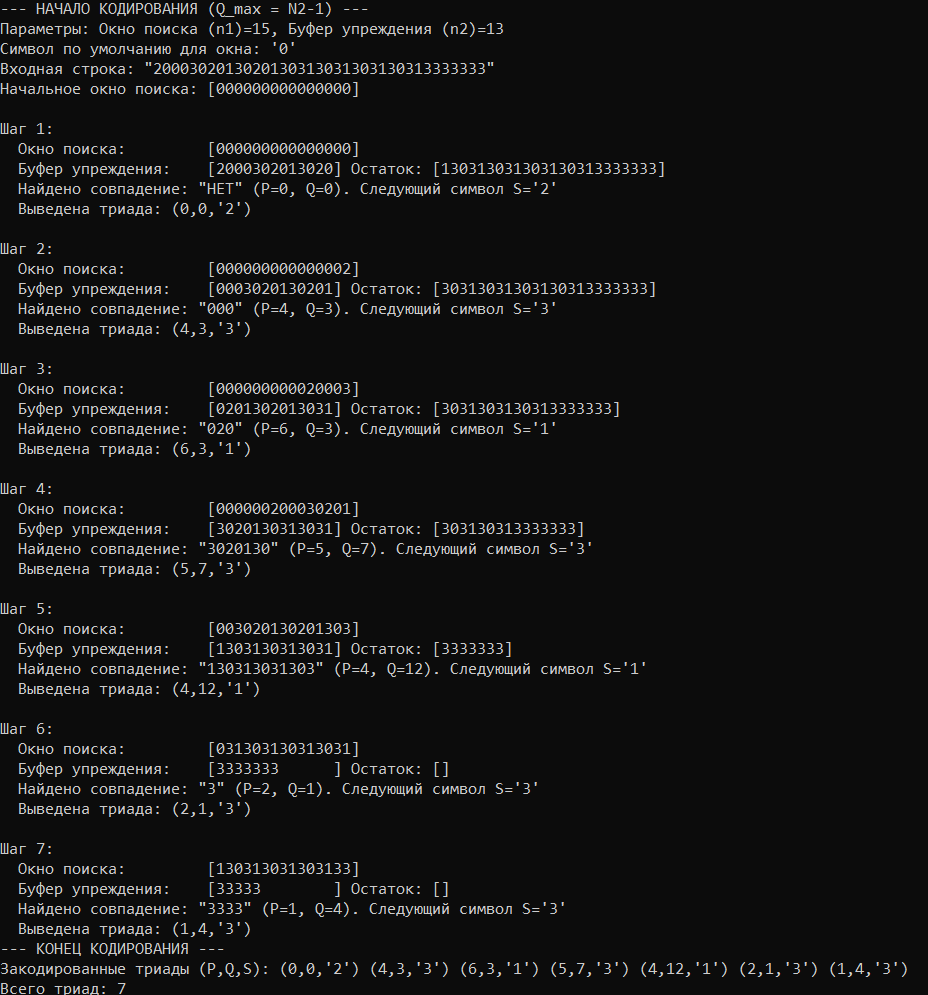 --- НАЧАЛО КОДИРОВАНИЯ (Q_max = N2-1) ---
Параметры: Окно поиска (n1)=15, Буфер упреждения (n2)=13
Символ по умолчанию для окна: '0'
Входная строка: "2000302013020130313031303130313333333"
Начальное окно поиска: [000000000000000]

Шаг 1:
  Окно поиска:         [000000000000000]
  Буфер упреждения:    [2000302013020] Остаток: [130313031303130313333333]
  Найдено совпадение: "НЕТ" (P=0, Q=0). Следующий символ S='2'
  Выведена триада: (0,0,'2')

Шаг 2:
  Окно поиска:         [000000000000002]
  Буфер упреждения:    [0003020130201] Остаток: [30313031303130313333333]
  Найдено совпадение: "000" (P=4, Q=3). Следующий символ S='3'
  Выведена триада: (4,3,'3')

Шаг 3:
  Окно поиска:         [000000000020003]
  Буфер упреждения:    [0201302013031] Остаток: [3031303130313333333]
  Найдено совпадение: "020" (P=6, Q=3). Следующий символ S='1'
  Выведена триада: (6,3,'1')

Шаг 4:
  Окно поиска:         [000000200030201]
  Буфер упреждения:    [3020130313031] Остаток: [303130313333333]
  Найдено совпадение: "3020130" (P=5, Q=7). Следующий символ S='3'
  Выведена триада: (5,7,'3')

Шаг 5:
  Окно поиска:         [003020130201303]
  Буфер упреждения:    [1303130313031] Остаток: [3333333]
  Найдено совпадение: "130313031303" (P=4, Q=12). Следующий символ S='1'
  Выведена триада: (4,12,'1')

Шаг 6:
  Окно поиска:         [031303130313031]
  Буфер упреждения:    [3333333      ] Остаток: []
  Найдено совпадение: "3" (P=2, Q=1). Следующий символ S='3'
  Выведена триада: (2,1,'3')

Шаг 7:
  Окно поиска:         [130313031303133]
  Буфер упреждения:    [33333        ] Остаток: []
  Найдено совпадение: "3333" (P=1, Q=4). Следующий символ S='3'
  Выведена триада: (1,4,'3')
--- КОНЕЦ КОДИРОВАНИЯ ---
Закодированные триады (P,Q,S): (0,0,'2') (4,3,'3') (6,3,'1') (5,7,'3') (4,12,'1') (2,1,'3') (1,4,'3')
Всего триад: 7